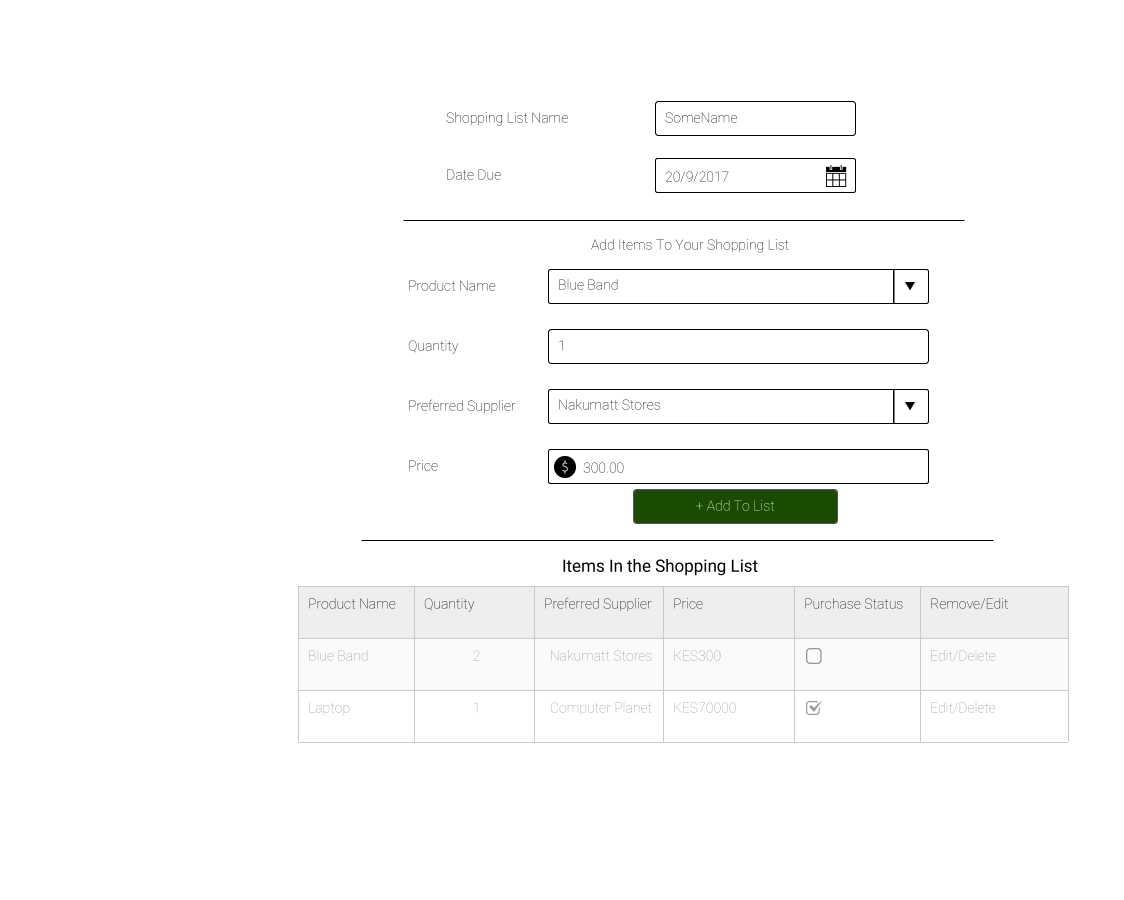 Shopping List Name SomeName
Date Due 20/9/2017
Add Items To Your Shopping List
Product Name Blue Band
Quantity 1
Preferred Supplier Nakumatt Stores
Price $ 300.00
+ Add To List
Items In the Shopping List
Product Name Quantity Preferred Supplier Price Purchase Status Remove/Edit
Blue Band 2 Nakumatt Stores KES300 Edit/Delete
Laptop 1 Computer Planet KES70000 Edit/Delete